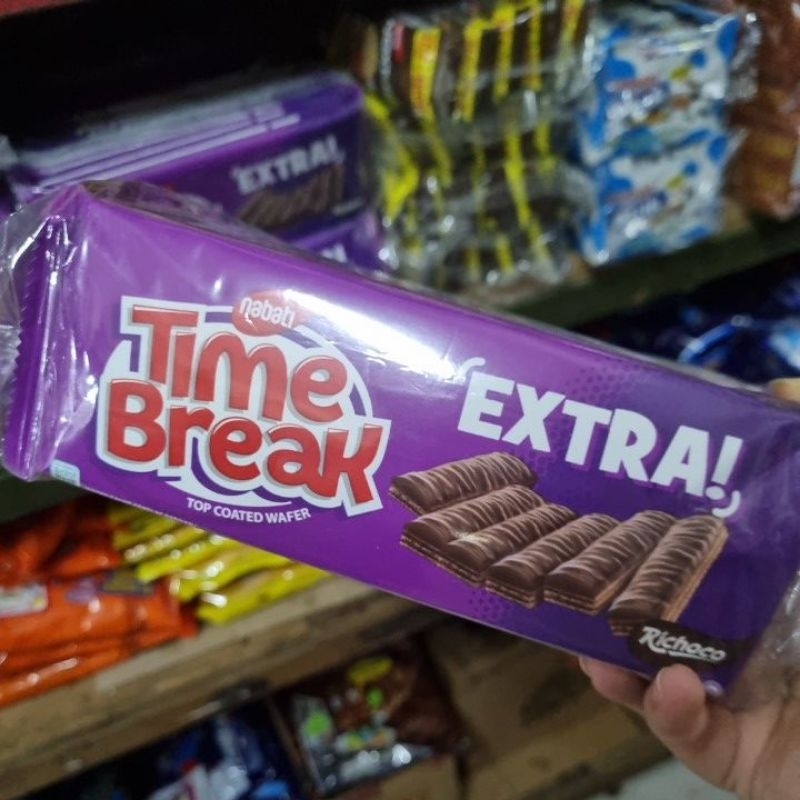 EXTRA!
nabati
Time
Break
TOP COATED WAFER
EXTRA!
Richoco